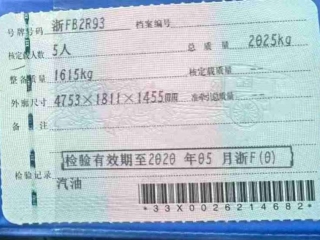 号牌号码 浙FB2R93 档案编号
核定载人数 5人 总质量 2025kg
整备质量 1615kg 核定载质量 --
外廓尺寸 4753×1811×1455mm 准牵引总质量 --
备注
检验有效期至2020年05月浙F(0)
检验记录
汽油
*33X0026214682*